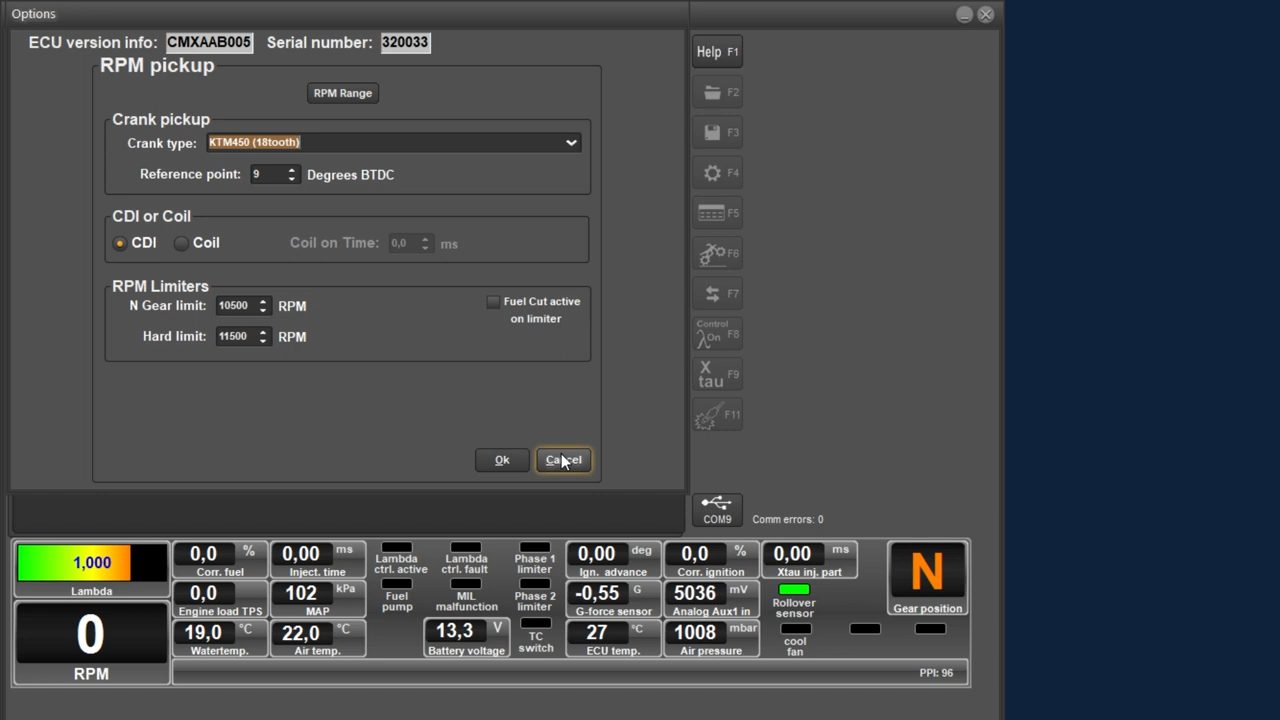 Options
ECU version info: CMXAAB005 Serial number: 320033
RPM pickup
RPM Range
Crank pickup
Crank type: KTM450 (18tooth)
Reference point: 9 Degrees BTDC
CDI or Coil
CDI Coil Coil on Time: 0,0 ms
RPM Limiters
N Gear limit: 10500 RPM
Fuel Cut active
on limiter
Hard limit: 11500 RPM
Ok Cancel
Help F1
F2
F3
F4
F5
F6
F7
Control
λOn F8
X
tau F9
F11
COM9 Comm errors: 0
1,000
Lambda
0
RPM
0,0 %
Corr. fuel
0,00 ms
Inject. time
0,0
Engine load TPS
102 kPa
MAP
19,0 °C
Watertemp.
22,0 °C
Air temp.
Lambda
ctrl. active
Lambda
ctrl. fault
Phase 1
limiter
Fuel
pump
MIL
malfunction
Phase 2
limiter
13,3 V
Battery voltage
TC
switch
0,00 deg
Ign. advance
0,0 %
Corr. ignition
0,00 ms
Xtau inj. part
-0,55 G
G-force sensor
5036 mV
Analog Aux1 in
Rollover
sensor
27 °C
ECU temp.
1008 mbar
Air pressure
cool
fan
N
Gear position
PPI: 96